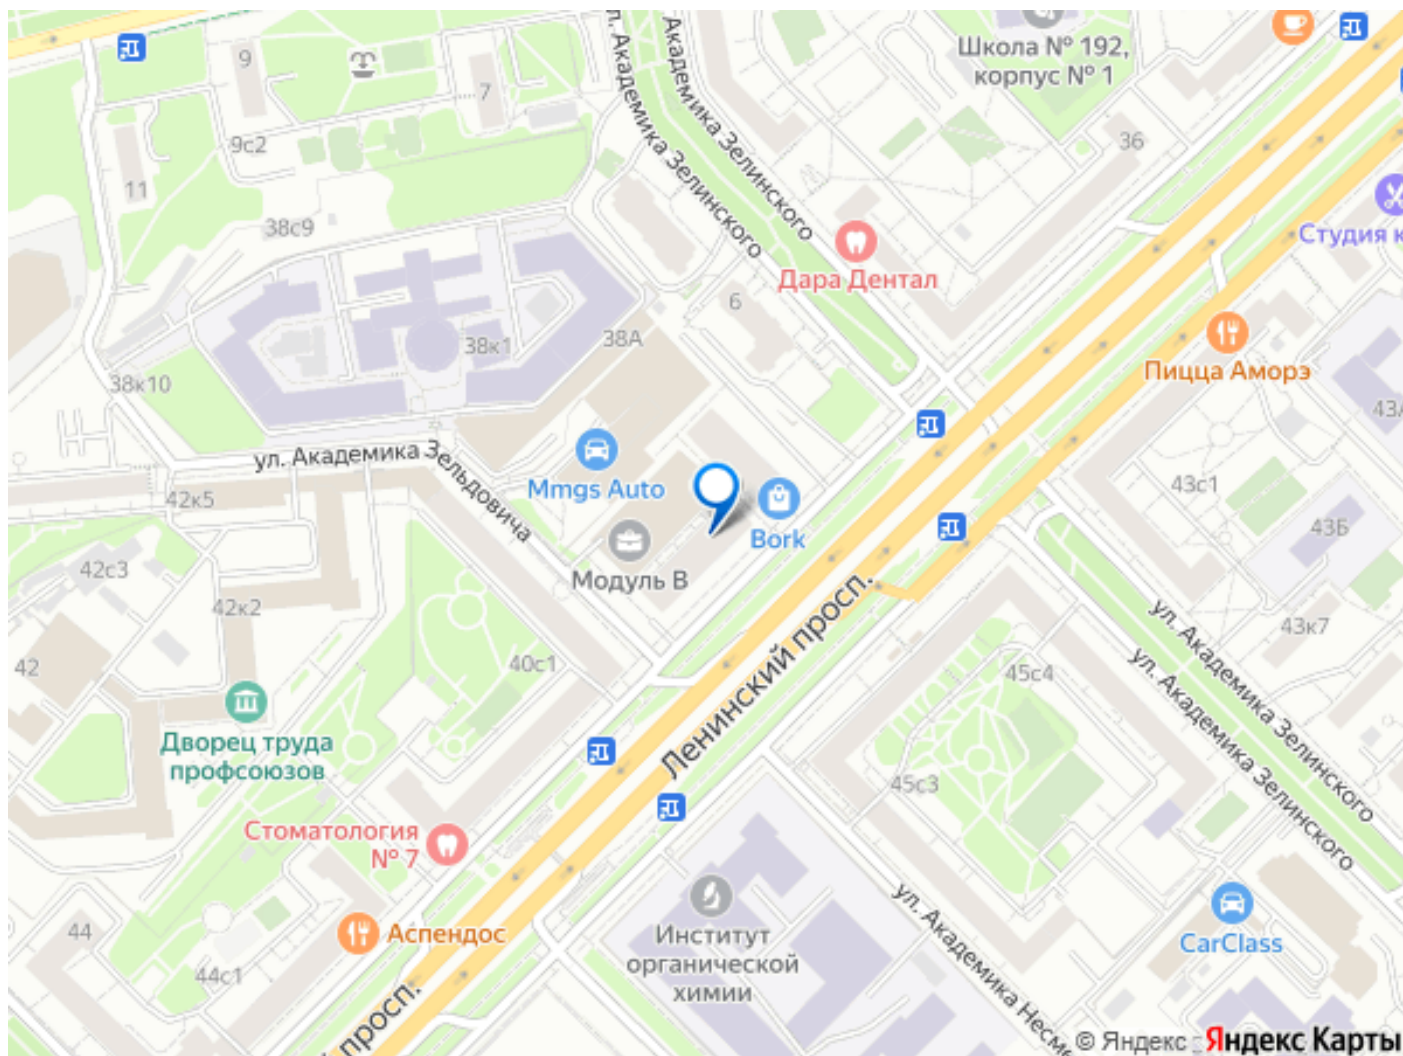 Школа № 192,
корпус № 1
ул. Академика Зелинского
Академика Зелинского
9
7
9с2
11
36
38с9
Студия к
Дара Дентал
6
38А
38к1
Пицца Аморэ
38к10
43А
ул. Академика Зельдовича
Mmgs Auto
42к5
43с1
Bork
43Б
42с3
Модуль В
42к2
43к7
42
40с1
45с4
ул. Академика Зелинского
ул. Академика Зелинского
Ленинский просп.
Дворец труда
профсоюзов
45с3
Стоматология
№ 7
44
Аспендос
ул. Академика Несме
Институт
органической
химии
CarClass
44с1
й просп.
© Яндекс
Яндекс Карты